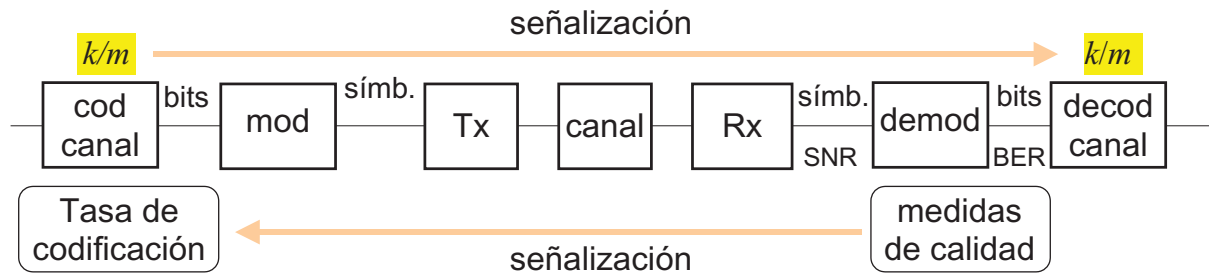 señalización
k/m
k/m
cod
canal
bits
mod
símb.
Tx
canal
Rx
símb.
SNR
demod
bits
BER
decod
canal
Tasa de
codificación
señalización
medidas
de calidad